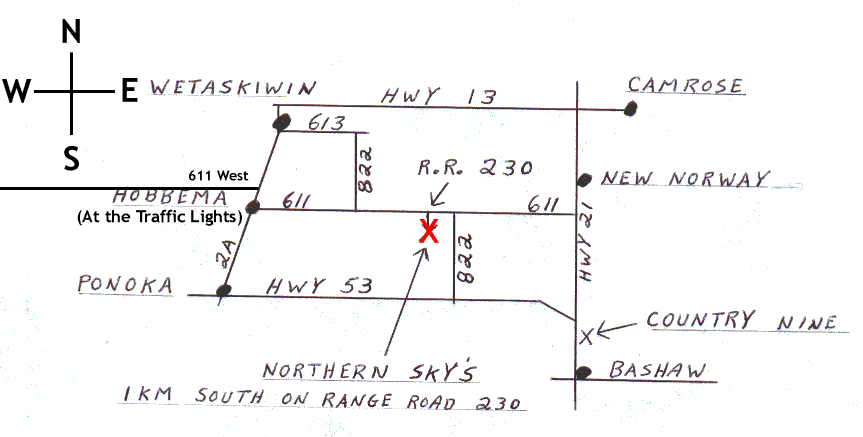 N
W E
S
WETASKIWIN
HWY 13
CAMROSE
613
822
R.R. 230
611 West
HOBBEMA
(At the Traffic Lights)
611
611
NEW NORWAY
HWY 21
2A
X
822
PONOKA
HWY 53
COUNTRY NINE
X
NORTHERN SKY'S
1 KM SOUTH ON RANGE ROAD 230
BASHAW